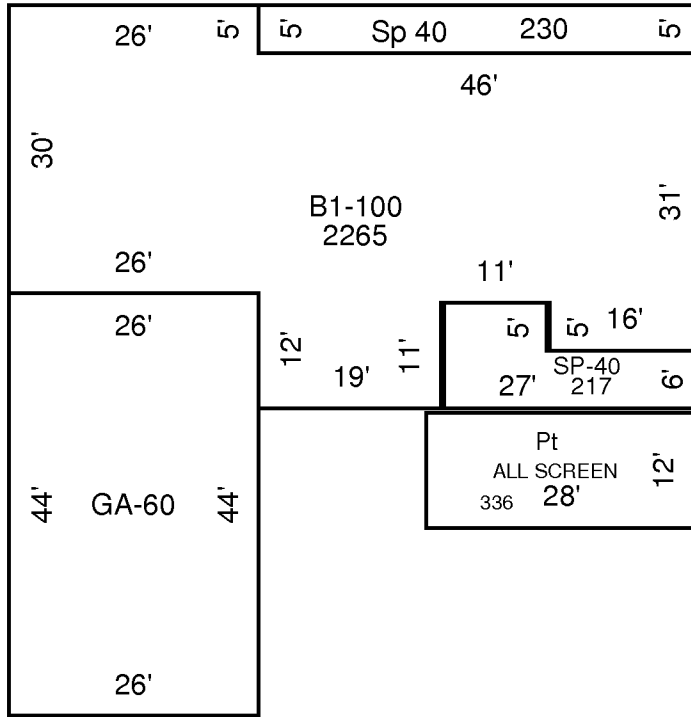 26' 5' 5' Sp 40 230 5'
46'
30'
B1-100
2265
31'
26'
11'
26'
12' 19' 11' 5' 5' 16'
SP-40
27' 217 6'
Pt
ALL SCREEN
336 28' 12'
44' GA-60 44'
26'